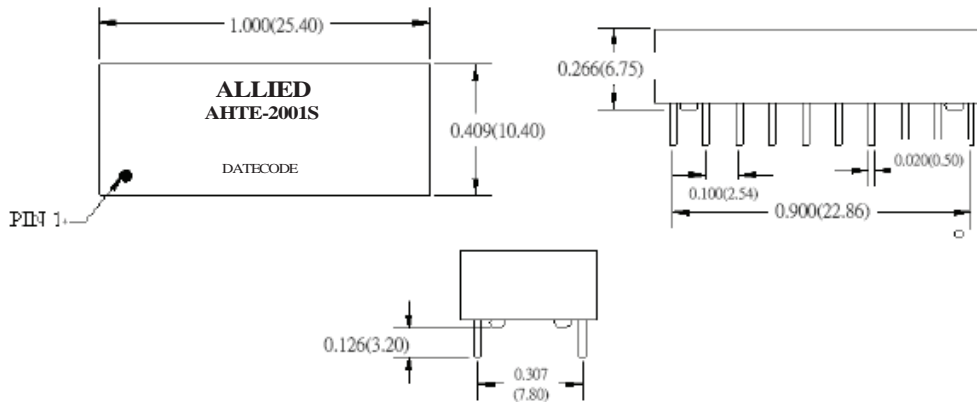 1.000(25.40)
ALLIED
AHTE-2001S
DATECODE
0.409(10.40)
PIN 1
0.266(6.75)
0.020(0.50)
0.100(2.54)
0.900(22.86)
0.126(3.20)
0.307
(7.80)